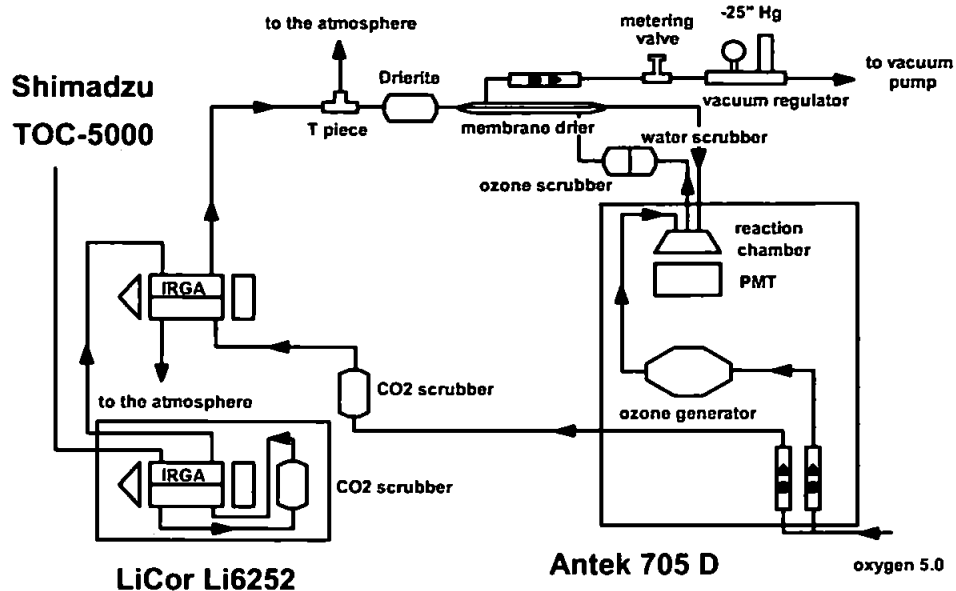 to the atmosphere
metering
valve
-25" Hg
to vacuum
pump
Shimadzu
TOC-5000
Drierite
T piece
membrano drier
vacuum regulator
water scrubber
ozone scrubber
reaction
chamber
PMT
IRGA
to the atmosphere
CO2 scrubber
ozone generator
IRGA
CO2 scrubber
LiCor Li6252
Antek 705 D
oxygen 5.0